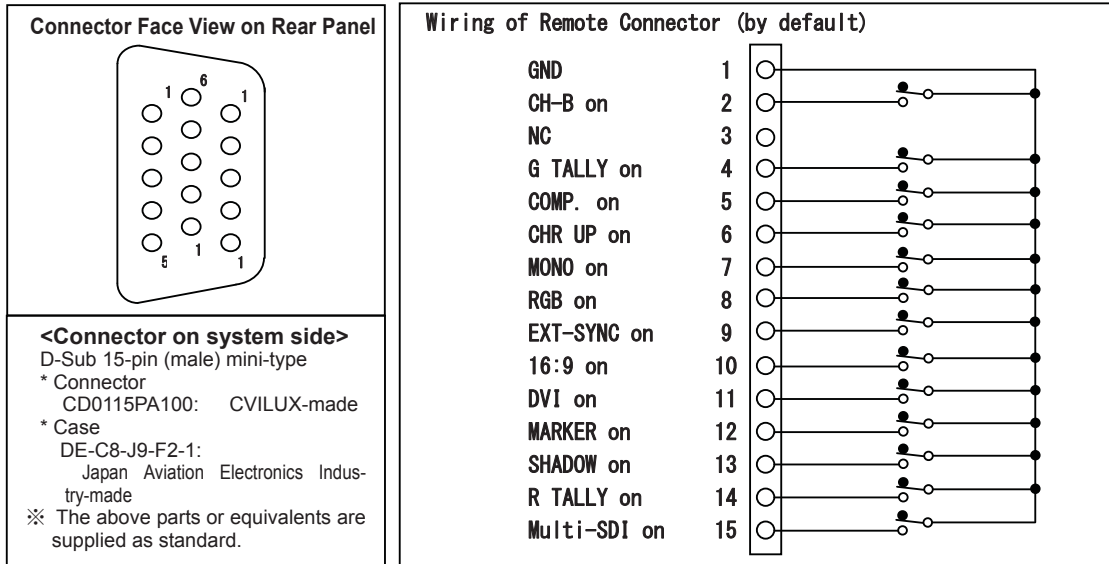 Connector Face View on Rear Panel
6
1
1
5
1
1
<Connector on system side>
D-Sub 15-pin (male) mini-type
* Connector
CD0115PA100: CVILUX-made
* Case
DE-C8-J9-F2-1:
Japan Aviation Electronics Indus-
try-made
※ The above parts or equivalents are
supplied as standard.
Wiring of Remote Connector (by default)
GND 1
CH-B on 2
NC 3
G TALLY on 4
COMP. on 5
CHR UP on 6
MONO on 7
RGB on 8
EXT-SYNC on 9
16:9 on 10
DVI on 11
MARKER on 12
SHADOW on 13
R TALLY on 14
Multi-SDI on 15